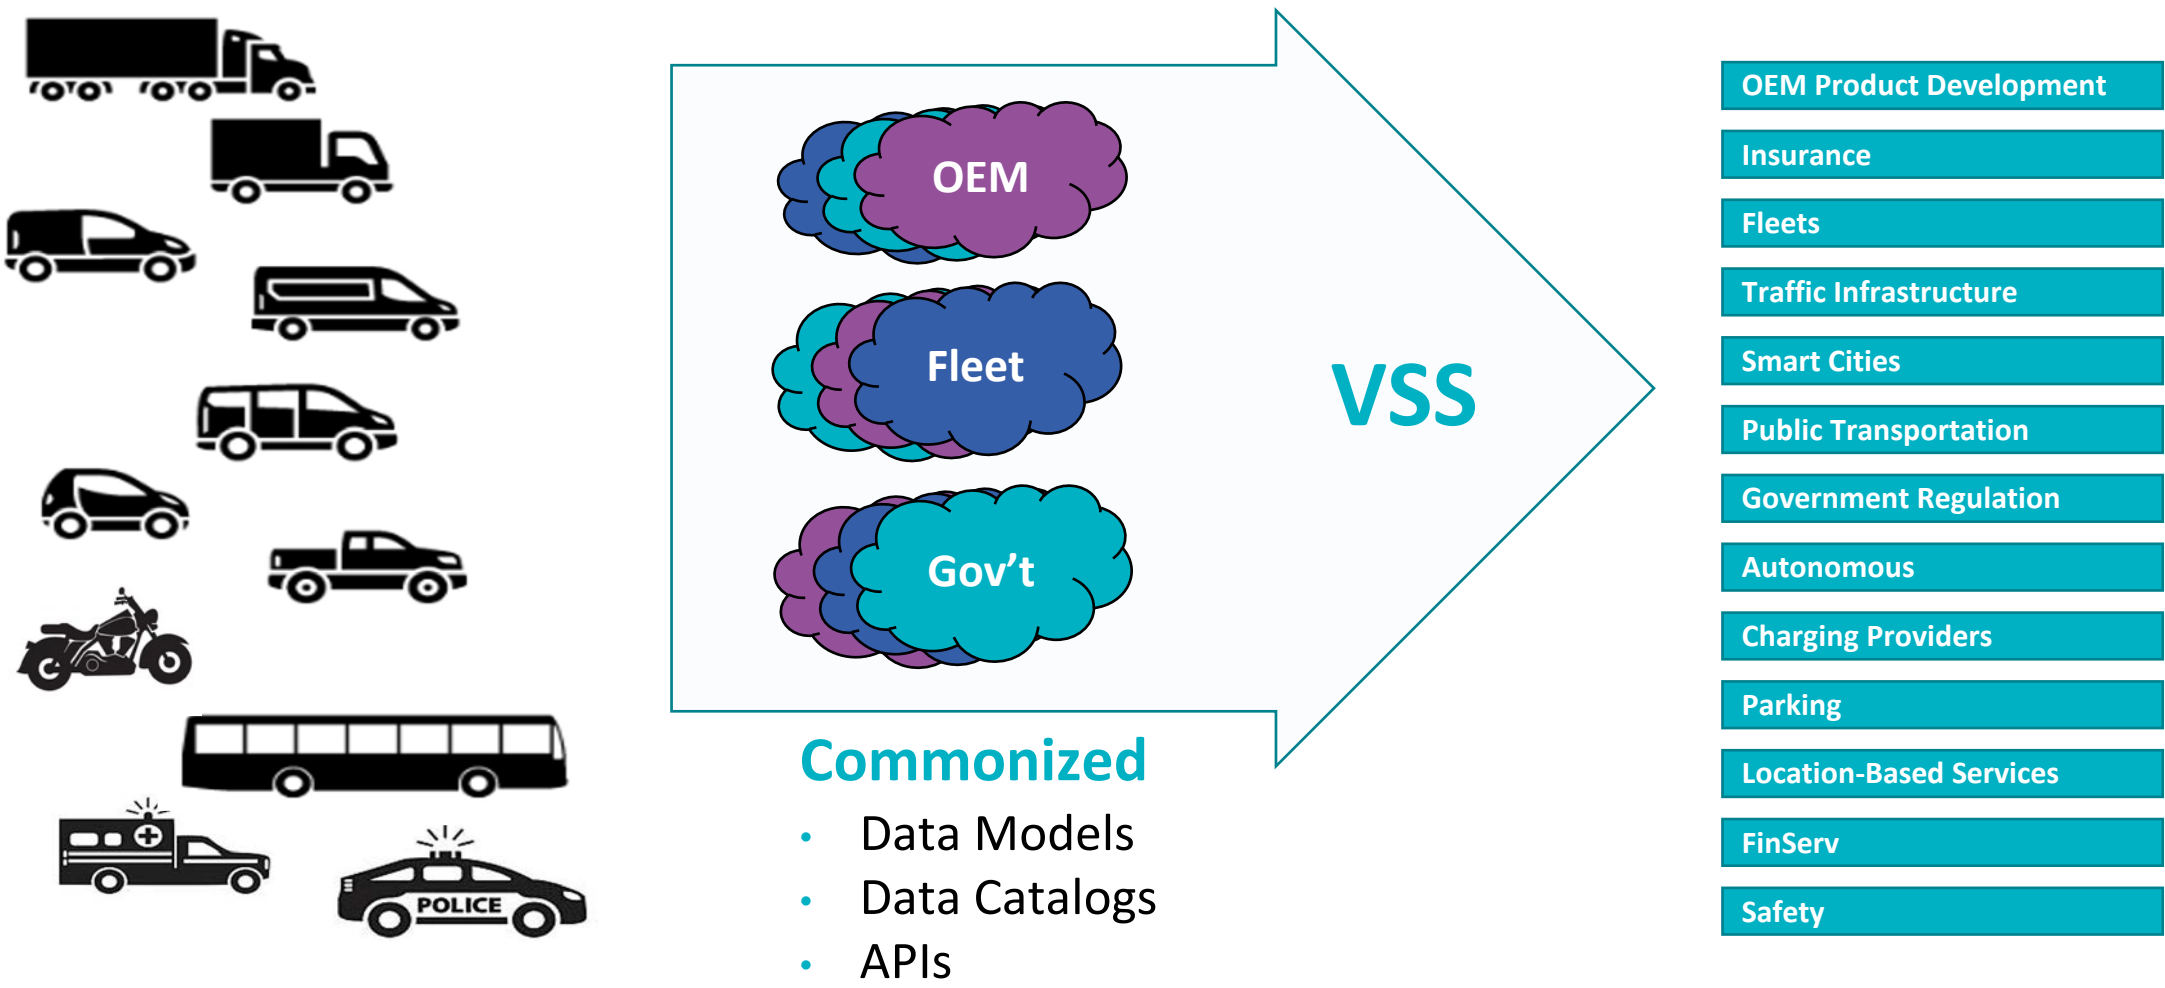 POLICE
OEM
Fleet
Gov’t
VSS
Commonized
• Data Models
• Data Catalogs
• APIs
OEM Product Development
Insurance
Fleets
Traffic Infrastructure
Smart Cities
Public Transportation
Government Regulation
Autonomous
Charging Providers
Parking
Location-Based Services
FinServ
Safety